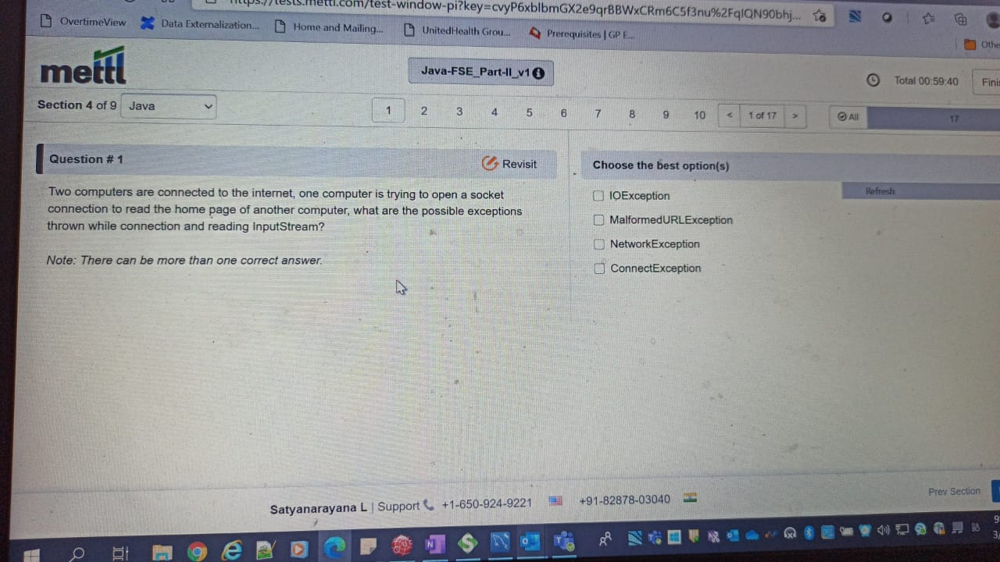 https://tests.mettl.com/test-window-pi?key=cvyP6xblbmGX2e9qrBBWxCRm6C5f3nu%2FqIQN90bhj...
OvertimeView Data Externalization... Home and Mailing... UnitedHealth Grou... Prerequisites | GP E...
Othe
mettl
Java-FSE_Part-II_v1
Total 00:59:40
Finis
Section 4 of 9 Java
1 2 3 4 5 6 7 8 9 10 < 1 of 17 > All 17
Question # 1
Revisit
Two computers are connected to the internet, one computer is trying to open a socket
connection to read the home page of another computer, what are the possible exceptions
thrown while connection and reading InputStream?
Note: There can be more than one correct answer.
Choose the best option(s)
Refresh
IOException
MalformedURLException
NetworkException
ConnectException
Prev Section
Satyanarayana L | Support +1-650-924-9221 +91-82878-03040